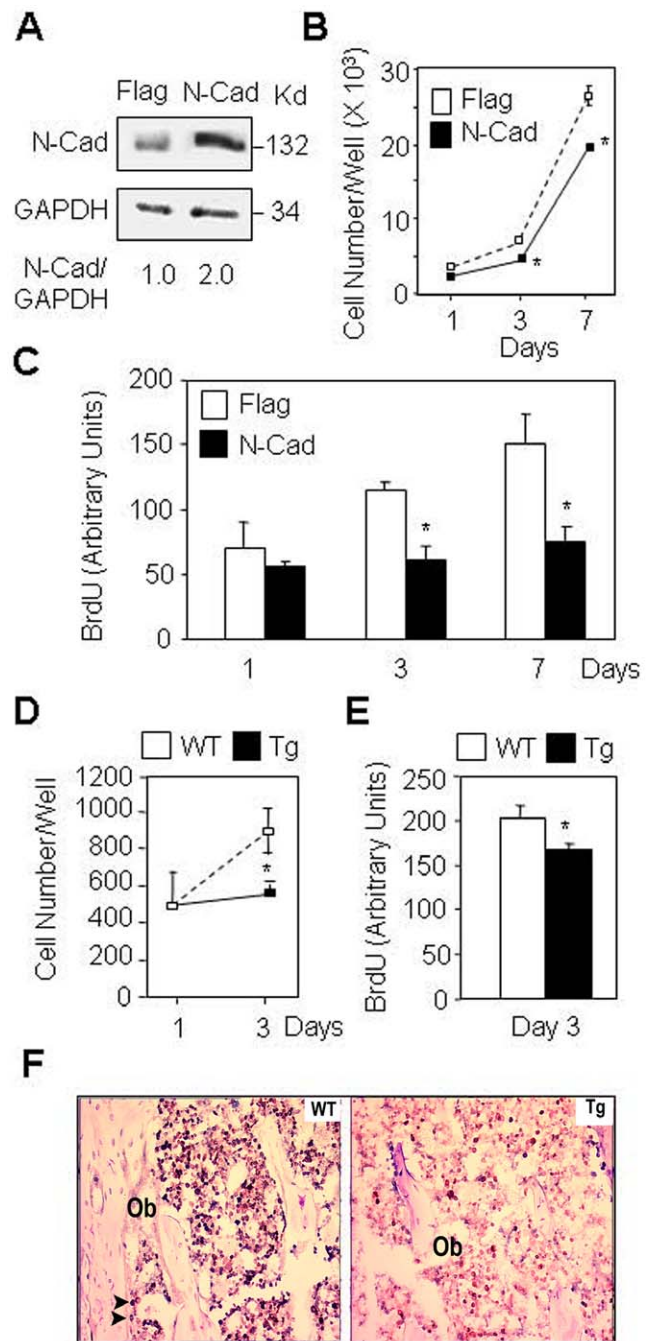 A
Flag N-Cad Kd
N-Cad
-132
GAPDH
- 34
N-Cad/
GAPDH
1.0 2.0
B
Cell Number/Well (X 10³)
30
20
10
0
Flag
N-Cad
*
*
1 3 7
Days
C
BrdU (Arbitrary Units)
200
150
100
50
0
Flag
N-Cad
*
*
1 3 7 Days
D
WT Tg
Cell Number/Well
1200
1000
800
600
400
200
0
*
1 3 Days
E
WT Tg
BrdU (Arbitrary Units)
250
200
150
100
50
0
*
Day 3
F
WT
Ob
Tg
Ob